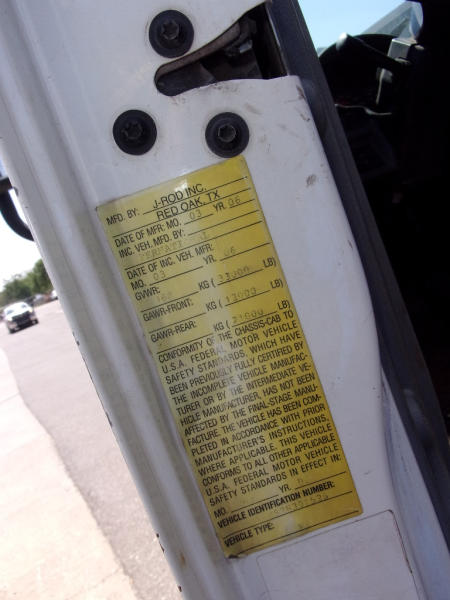 MFD. BY: J-ROD INC.
RED OAK, TX
DATE OF MFR: MO. 03 YR. 06
INC. VEH. MFD. BY:
DATE OF INC. VEH. MFR:
MO. 03 YR. 06
GVWR:
KG ( 33000 LB)
GAWR-FRONT:
KG ( 13000 LB)
GAWR-REAR:
KG ( 21000 LB)
CONFORMITY OF THE CHASSIS-CAB TO
U.S.A. FEDERAL MOTOR VEHICLE
SAFETY STANDARDS, WHICH HAVE
BEEN PREVIOUSLY FULLY CERTIFIED BY
THE INCOMPLETE VEHICLE MANUFAC-
TURER OR BY THE INTERMEDIATE VE-
HICLE MANUFACTURER, HAS NOT BEEN
AFFECTED BY THE FINAL-STAGE MANU-
FACTURE. THE VEHICLE HAS BEEN COM-
PLETED IN ACCORDANCE WITH PRIOR
MANUFACTURER'S INSTRUCTIONS,
WHERE APPLICABLE. THIS VEHICLE
CONFORMS TO ALL OTHER APPLICABLE
U.S.A. FEDERAL MOTOR VEHICLE
SAFETY STANDARDS IN EFFECT IN:
MO. YR.
VEHICLE IDENTIFICATION NUMBER:
VEHICLE TYPE: